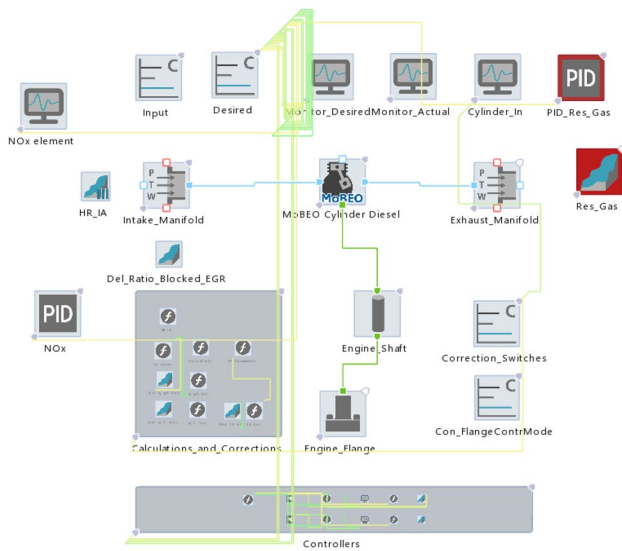 C
C
PID
Input
Desired
Monitor_Desired
Monitor_Actual
Cylinder_In
PID_Res_Gas
NOx element
P
T
W
MoBEO
P
T
W
HR_IA
Intake_Manifold
MoBEO Cylinder Diesel
Exhaust_Manifold
Res_Gas
Del_Ratio_Blocked_EGR
PID
C
NOx
Engine_Shaft
Correction_Switches
C
Calculations_and_Corrections
Engine_Flange
Con_FlangeContrMode
Controllers